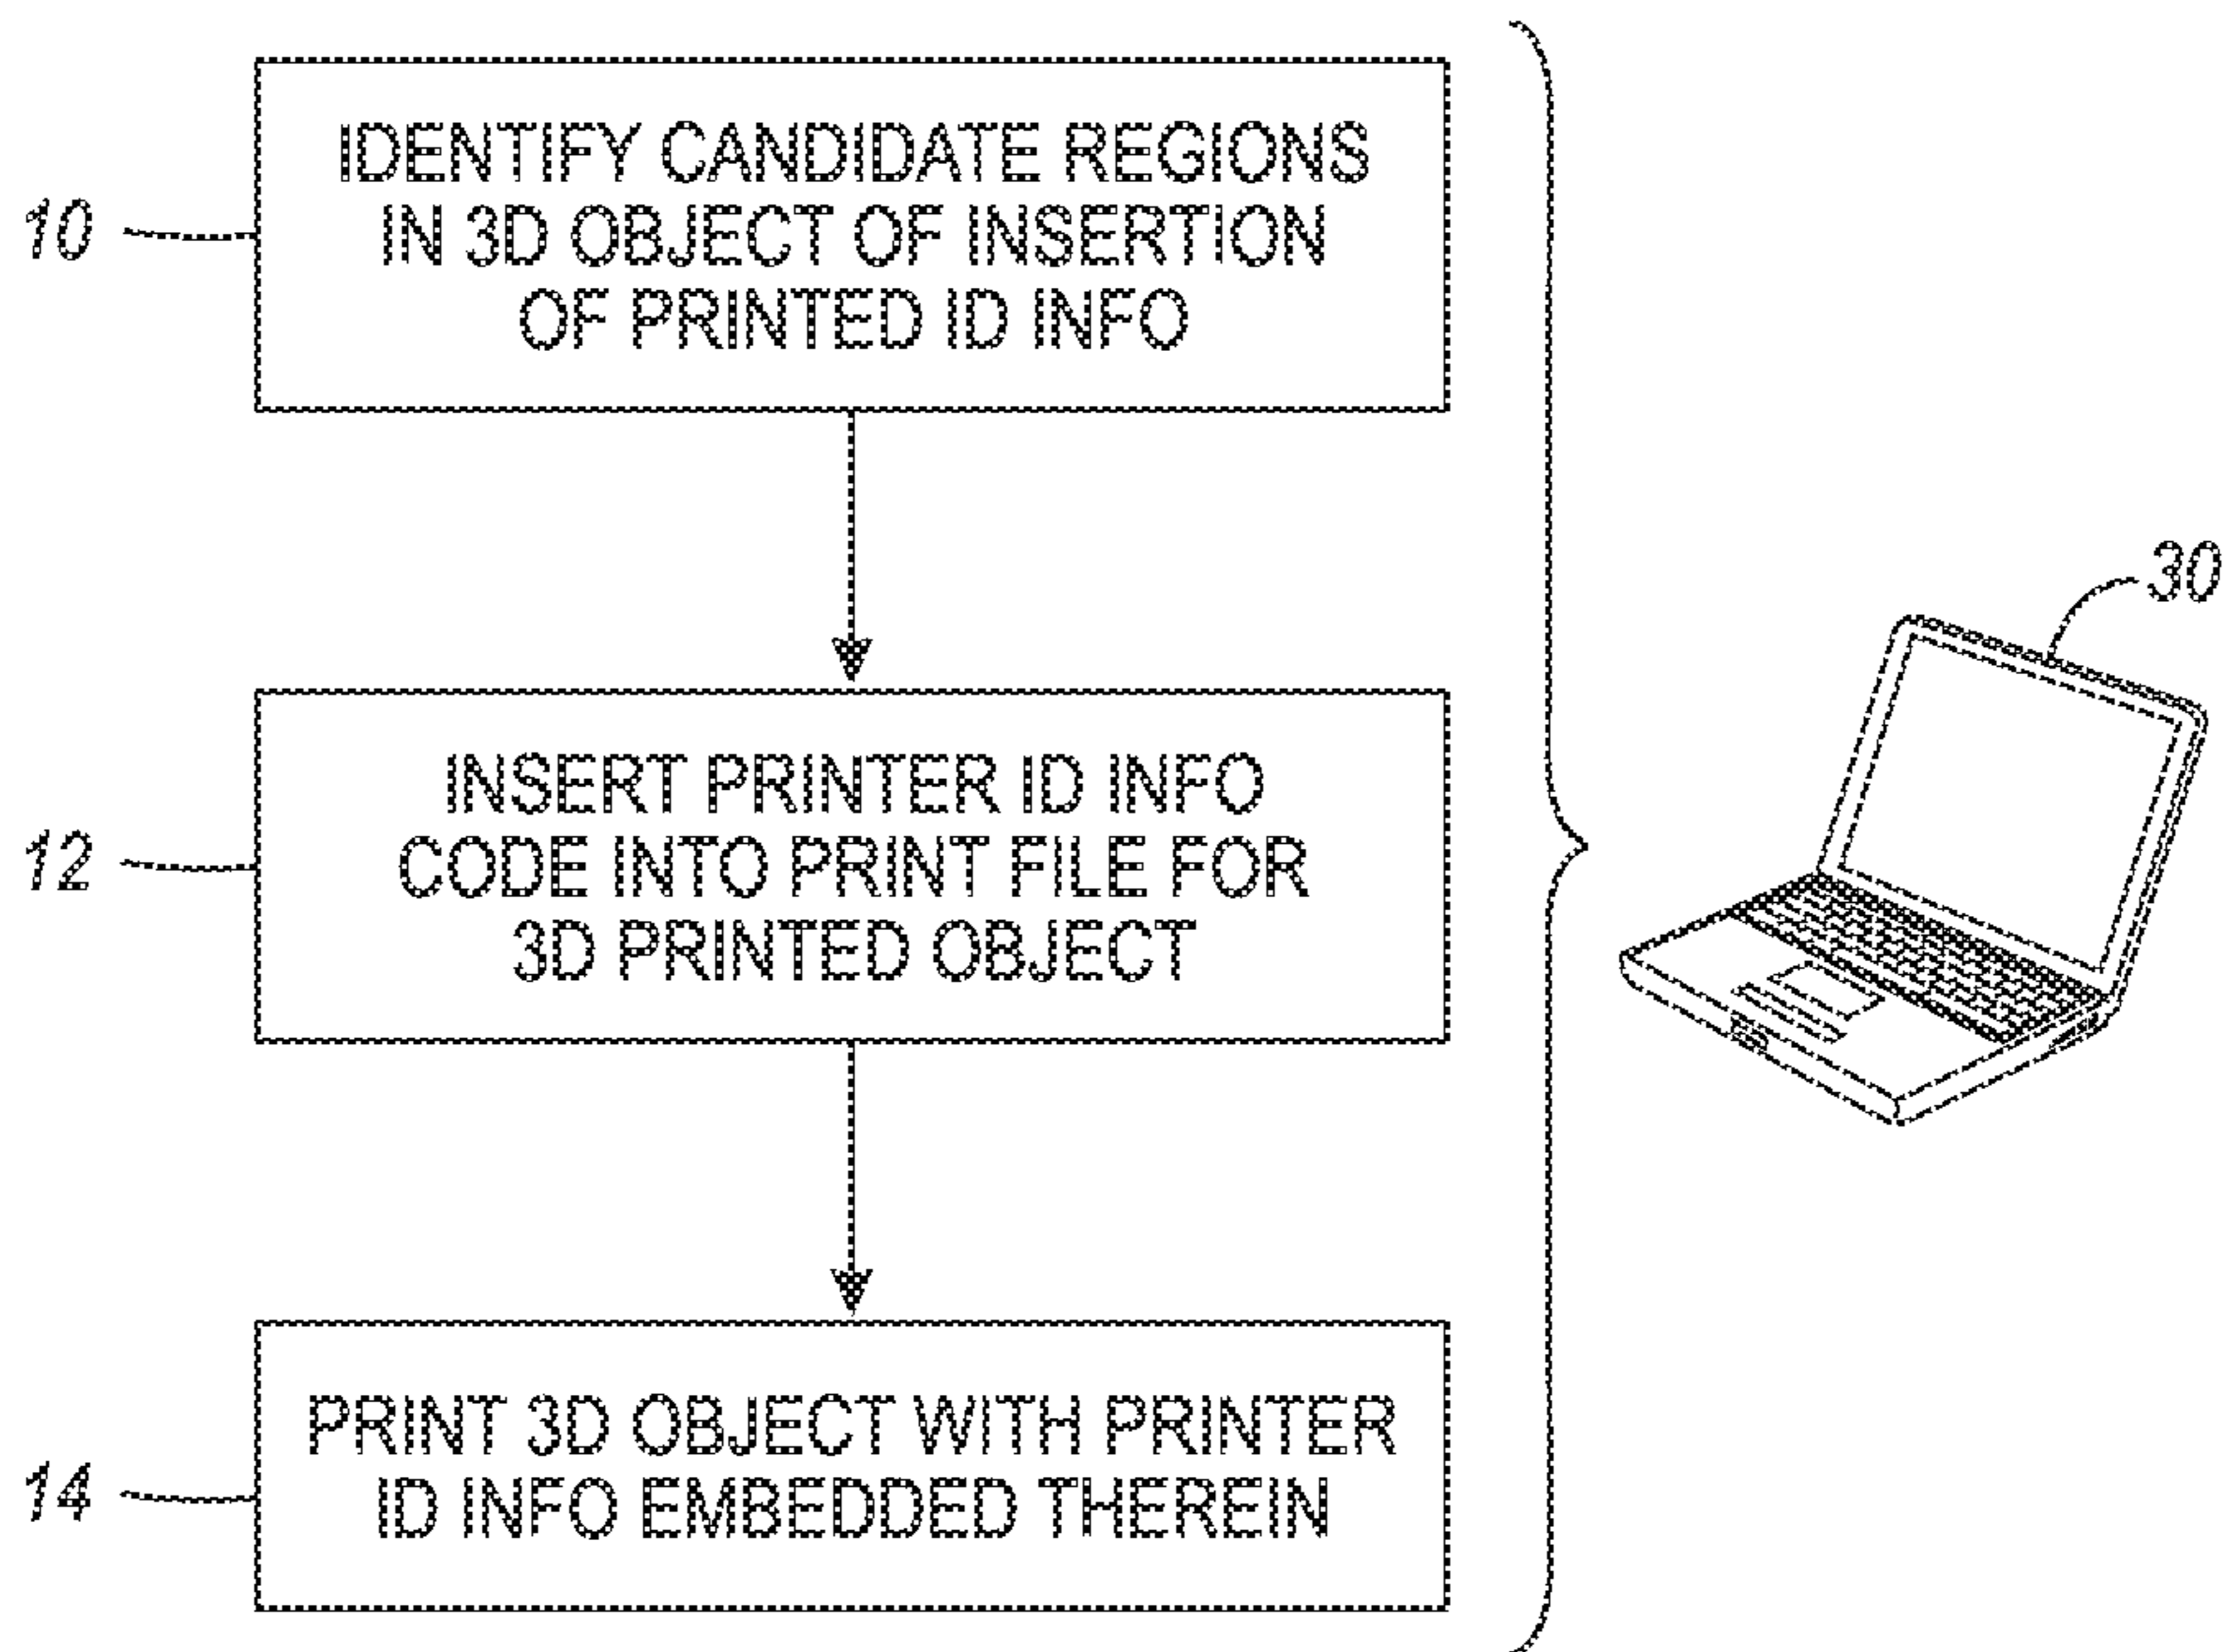 10
IDENTIFY CANDIDATE REGIONS
IN 3D OBJECT OF INSERTION
OF PRINTED ID INFO
30
12
INSERT PRINTER ID INFO
CODE INTO PRINT FILE FOR
3D PRINTED OBJECT
14
PRINT 3D OBJECT WITH PRINTER
ID INFO EMBEDDED THEREIN